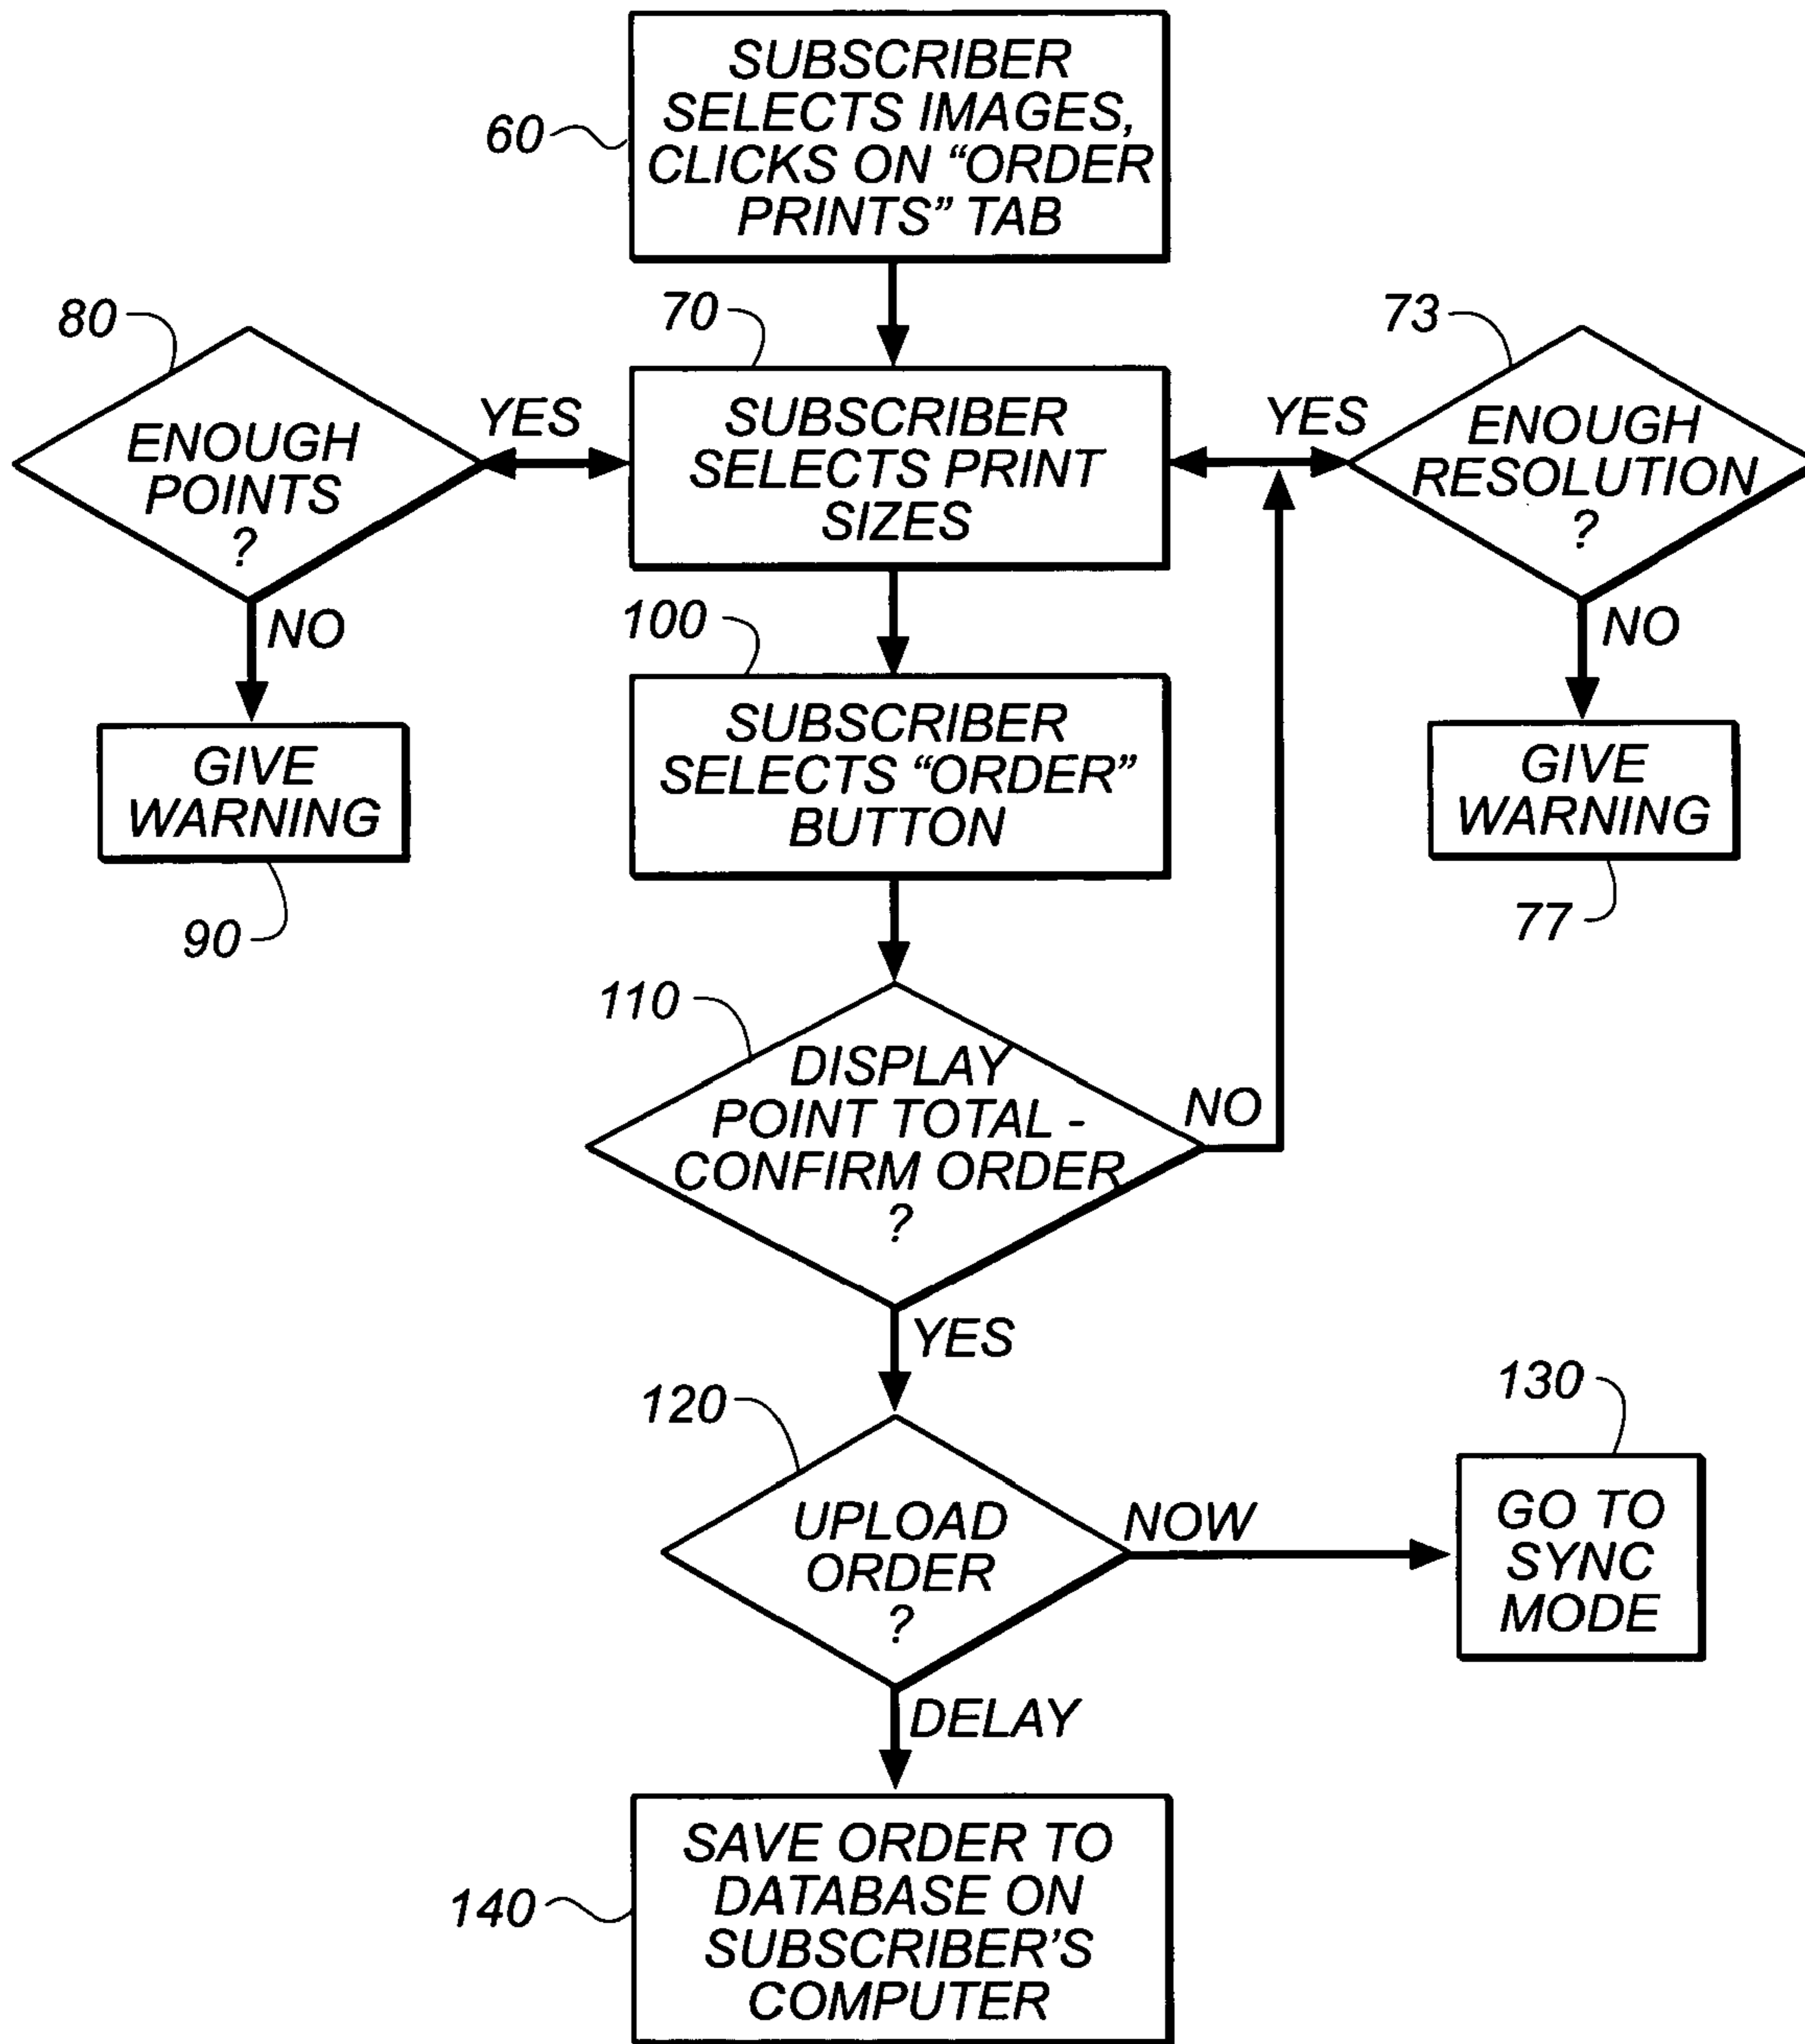 SUBSCRIBER
SELECTS IMAGES,
CLICKS ON “ORDER
PRINTS” TAB
60
80
70
73
ENOUGH
POINTS
?
YES
SUBSCRIBER
SELECTS PRINT
SIZES
YES
ENOUGH
RESOLUTION
?
NO
100
NO
GIVE
WARNING
90
SUBSCRIBER
SELECTS “ORDER”
BUTTON
GIVE
WARNING
77
110
DISPLAY
POINT TOTAL -
CONFIRM ORDER
?
NO
YES
120
130
UPLOAD
ORDER
?
NOW
GO TO
SYNC
MODE
DELAY
140
SAVE ORDER TO
DATABASE ON
SUBSCRIBER’S
COMPUTER